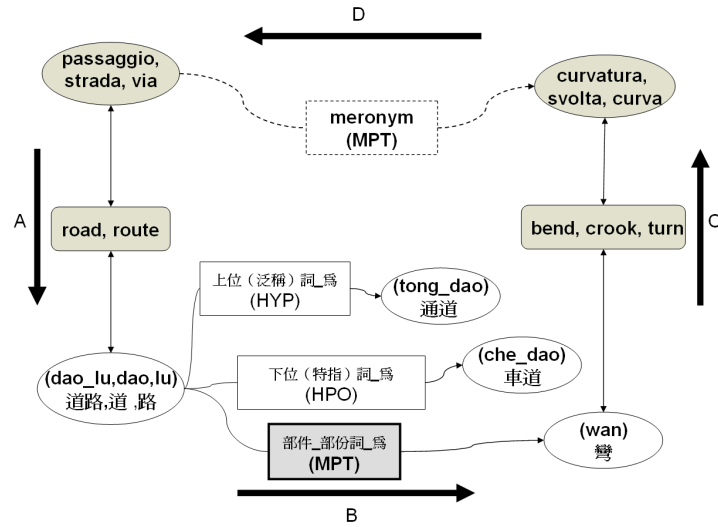 D
passaggio,
strada, via
curvatura,
svolta, curva
meronym
(MPT)
A
road, route
bend, crook, turn
C
上位（泛稱）詞_爲
(HYP)
(tong_dao)
通道
(dao_lu,dao,lu)
道路,道 ,路
下位（特指）詞_爲
(HPO)
(che_dao)
車道
部件_部份詞_爲
(MPT)
(wan)
彎
B